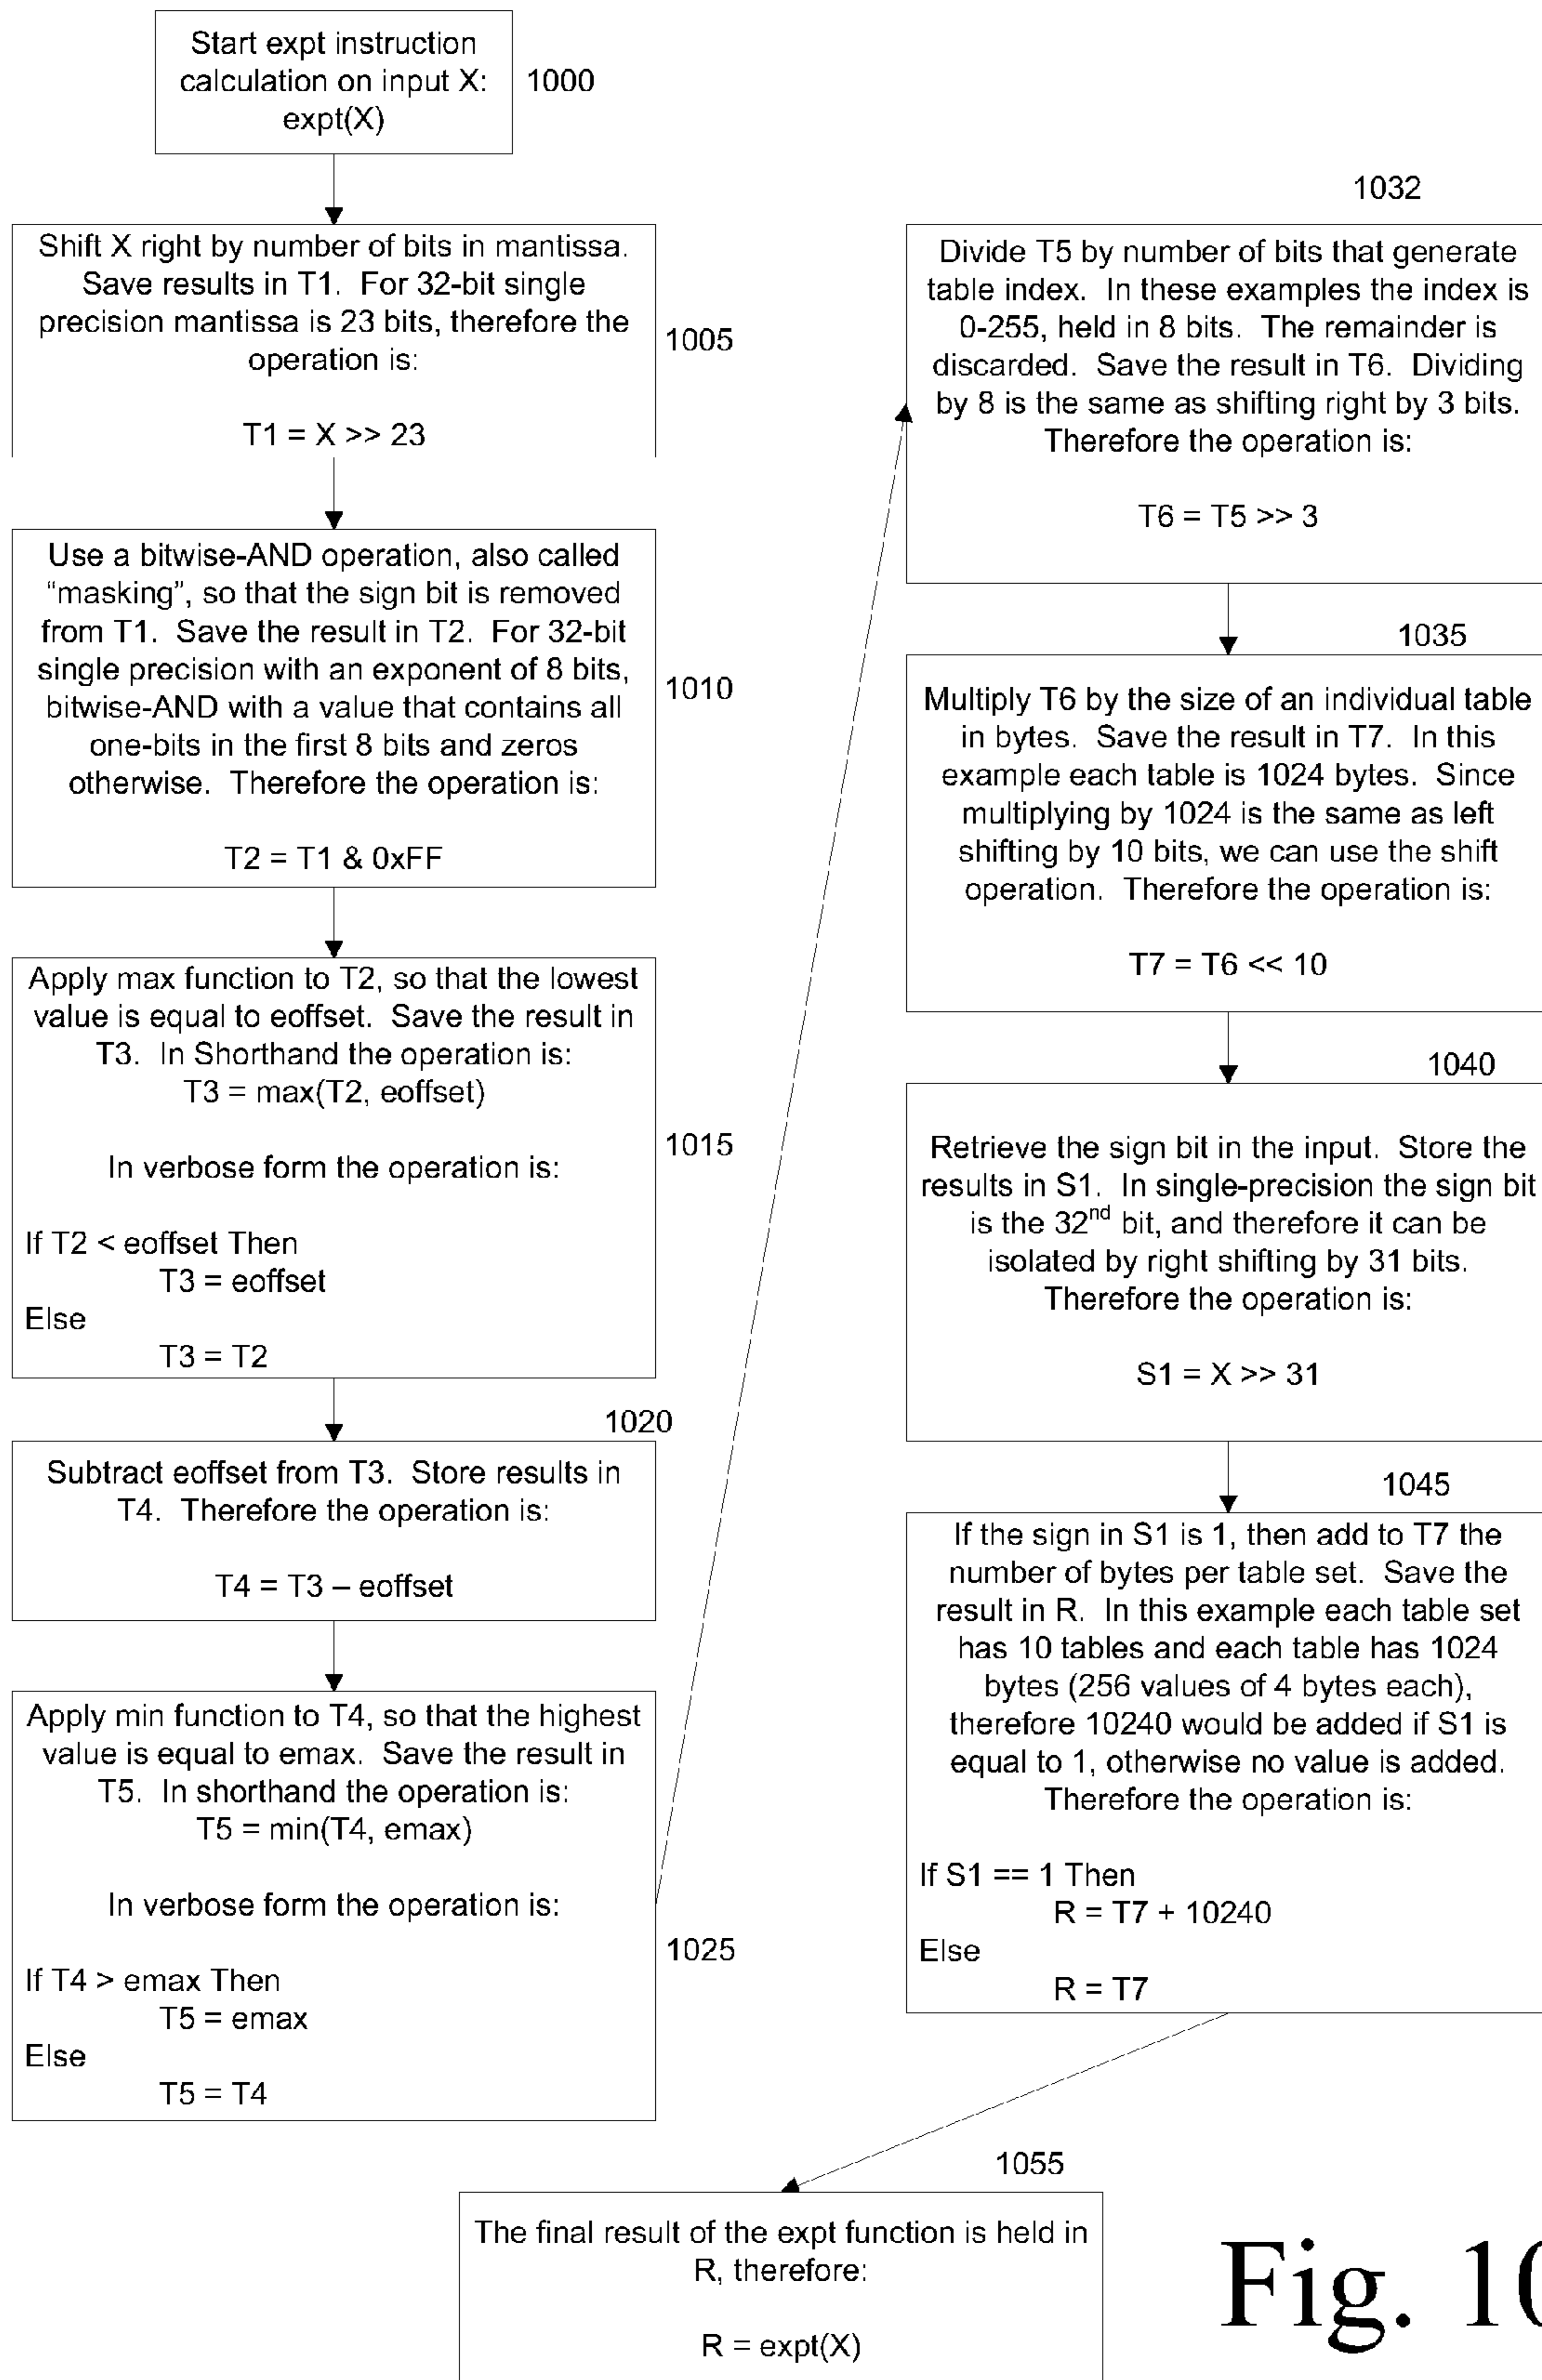 Start expt instruction
calculation on input X:
expt(X)
1000
Shift X right by number of bits in mantissa.
Save results in T1. For 32-bit single
precision mantissa is 23 bits, therefore the
operation is:
T1 = X >> 23
1005
Use a bitwise-AND operation, also called
“masking”, so that the sign bit is removed
from T1. Save the result in T2. For 32-bit
single precision with an exponent of 8 bits,
bitwise-AND with a value that contains all
one-bits in the first 8 bits and zeros
otherwise. Therefore the operation is:
T2 = T1 & 0xFF
1010
Apply max function to T2, so that the lowest
value is equal to eoffset. Save the result in
T3. In Shorthand the operation is:
T3 = max(T2, eoffset)
In verbose form the operation is:
If T2 < eoffset Then
T3 = eoffset
Else
T3 = T2
1015
1020
Subtract eoffset from T3. Store results in
T4. Therefore the operation is:
T4 = T3 – eoffset
Apply min function to T4, so that the highest
value is equal to emax. Save the result in
T5. In shorthand the operation is:
T5 = min(T4, emax)
In verbose form the operation is:
If T4 > emax Then
T5 = emax
Else
T5 = T4
1025
1032
Divide T5 by number of bits that generate
table index. In these examples the index is
0-255, held in 8 bits. The remainder is
discarded. Save the result in T6. Dividing
by 8 is the same as shifting right by 3 bits.
Therefore the operation is:
T6 = T5 >> 3
1035
Multiply T6 by the size of an individual table
in bytes. Save the result in T7. In this
example each table is 1024 bytes. Since
multiplying by 1024 is the same as left
shifting by 10 bits, we can use the shift
operation. Therefore the operation is:
T7 = T6 << 10
1040
Retrieve the sign bit in the input. Store the
results in S1. In single-precision the sign bit
is the 32nd bit, and therefore it can be
isolated by right shifting by 31 bits.
Therefore the operation is:
S1 = X >> 31
1045
If the sign in S1 is 1, then add to T7 the
number of bytes per table set. Save the
result in R. In this example each table set
has 10 tables and each table has 1024
bytes (256 values of 4 bytes each),
therefore 10240 would be added if S1 is
equal to 1, otherwise no value is added.
Therefore the operation is:
If S1 == 1 Then
R = T7 + 10240
Else
R = T7
1055
The final result of the expt function is held in
R, therefore:
R = expt(X)
Fig. 10